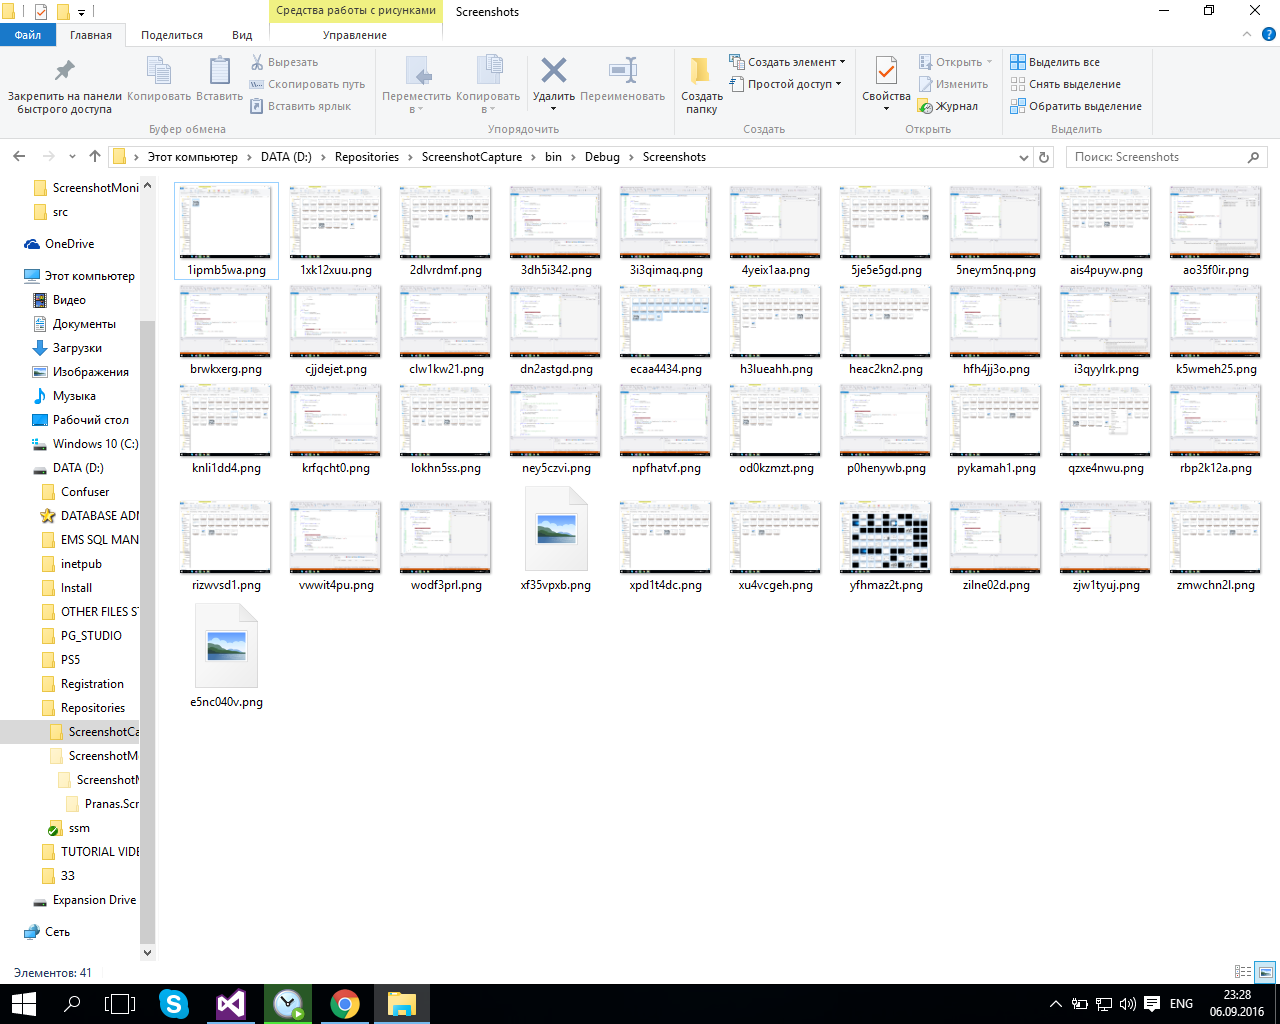 Средства работы с рисунками
Screenshots
Файл
Главная
Поделиться
Вид
Управление
Закрепить на панели быстрого доступа
Копировать
Вставить
Вырезать
Скопировать путь
Вставить ярлык
Буфер обмена
Переместить в
Копировать в
Удалить
Переименовать
Упорядочить
Создать папку
Создать элемент
Простой доступ
Создать
Свойства
Открыть
Изменить
Журнал
Открыть
Выделить все
Снять выделение
Обратить выделение
Выделить
Этот компьютер > DATA (D:) > Repositories > ScreenshotCapture > bin > Debug > Screenshots
Поиск: Screenshots
ScreenshotMoni
src
OneDrive
Этот компьютер
Видео
Документы
Загрузки
Изображения
Музыка
Рабочий стол
Windows 10 (C:)
DATA (D:)
Confuser
DATABASE ADM
EMS SQL MAN
inetpub
Install
OTHER FILES ST
PG_STUDIO
PS5
Registration
Repositories
ScreenshotCa
ScreenshotM
ScreenshotM
Pranas.Scr
ssm
TUTORIAL VIDE
33
Expansion Drive
Сеть
1ipmb5wa.png 1xk12xuu.png 2dlvrdmf.png 3dh5i342.png 3i3qimaq.png 4yeix1aa.png 5je5e5gd.png 5neym5nq.png ais4puyw.png ao35f0ir.png
brwkxerg.png cjjdejet.png clw1kw21.png dn2astgd.png ecaa4434.png h3lueahh.png heac2kn2.png hfh4jj3o.png i3qyylrk.png k5wmeh25.png
knli1dd4.png krfqcht0.png lokhn5ss.png ney5czvi.png npfhatvf.png od0kzmzt.png p0henywb.png pykamah1.png qzxe4nwu.png rbp2k12a.png
rizwvsd1.png vwwit4pu.png wodf3prl.png xf35vpxb.png xpd1t4dc.png xu4vcgeh.png yfhmaz2t.png zilne02d.png zjw1tyuj.png zmwchn2l.png
e5nc040v.png
Элементов: 41
ENG
23:28
06.09.2016